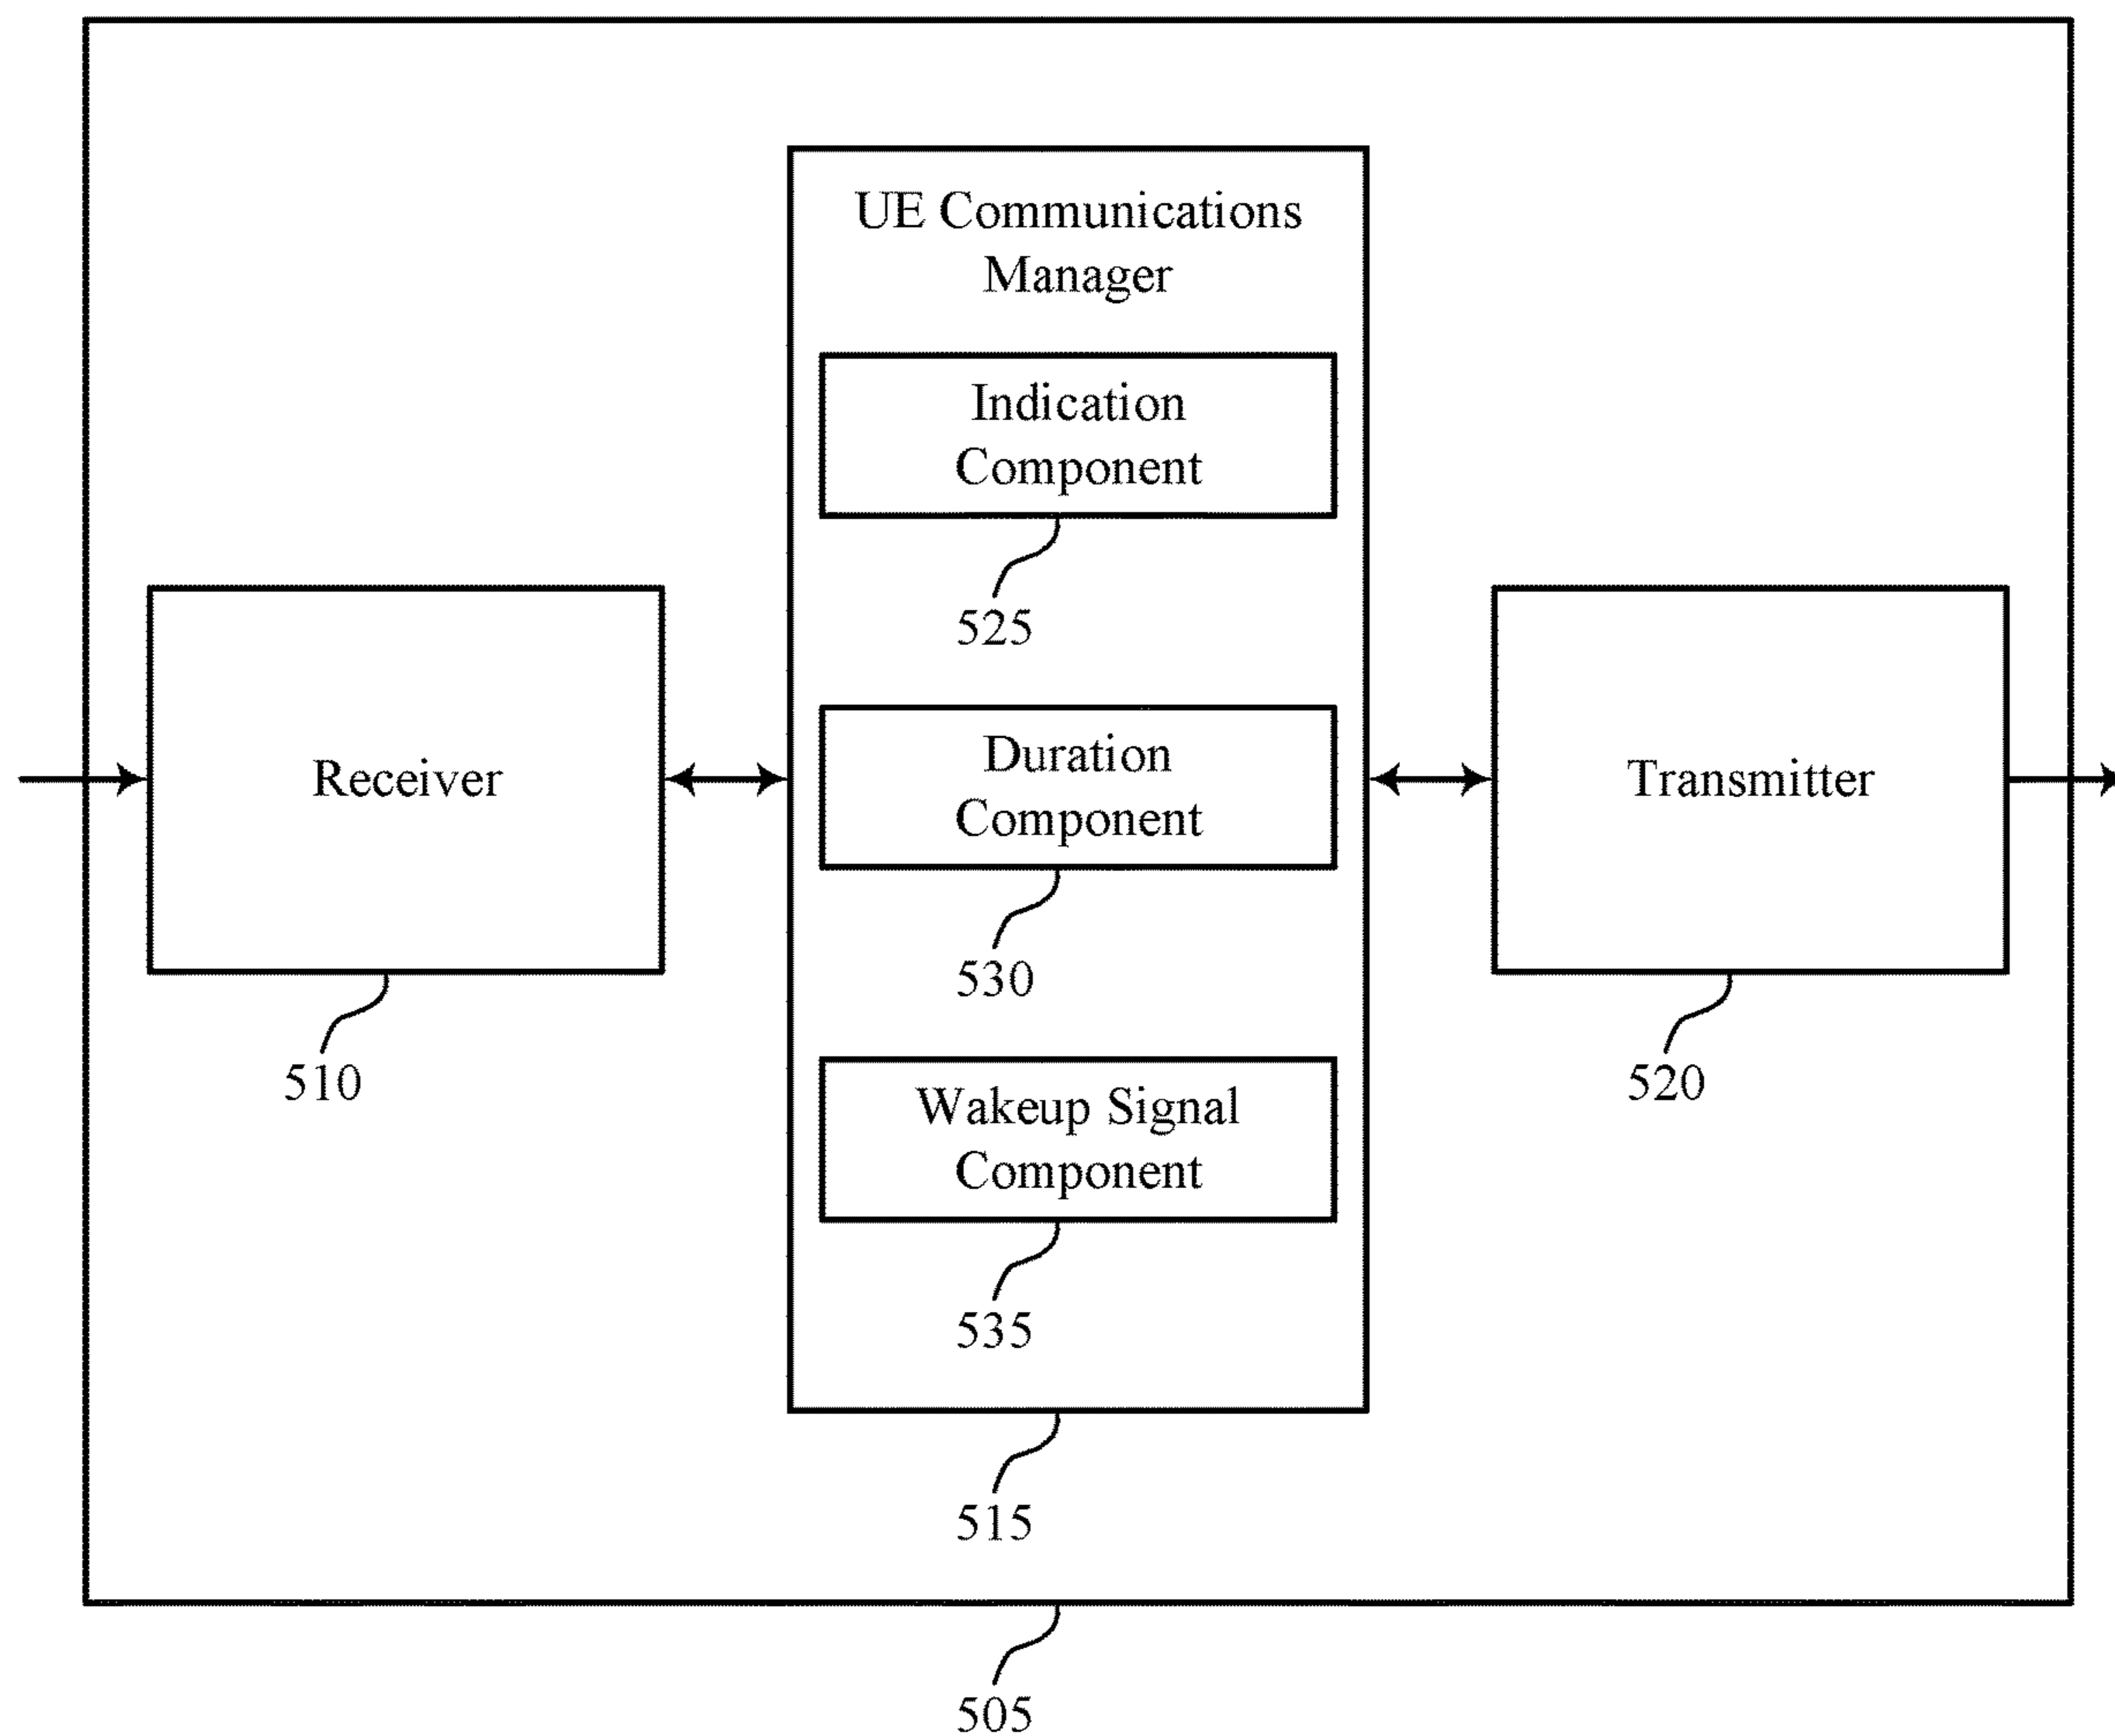 UE Communications
Manager
Indication
Component
525
Receiver
510
Duration
Component
530
Transmitter
520
Wakeup Signal
Component
535
515
505